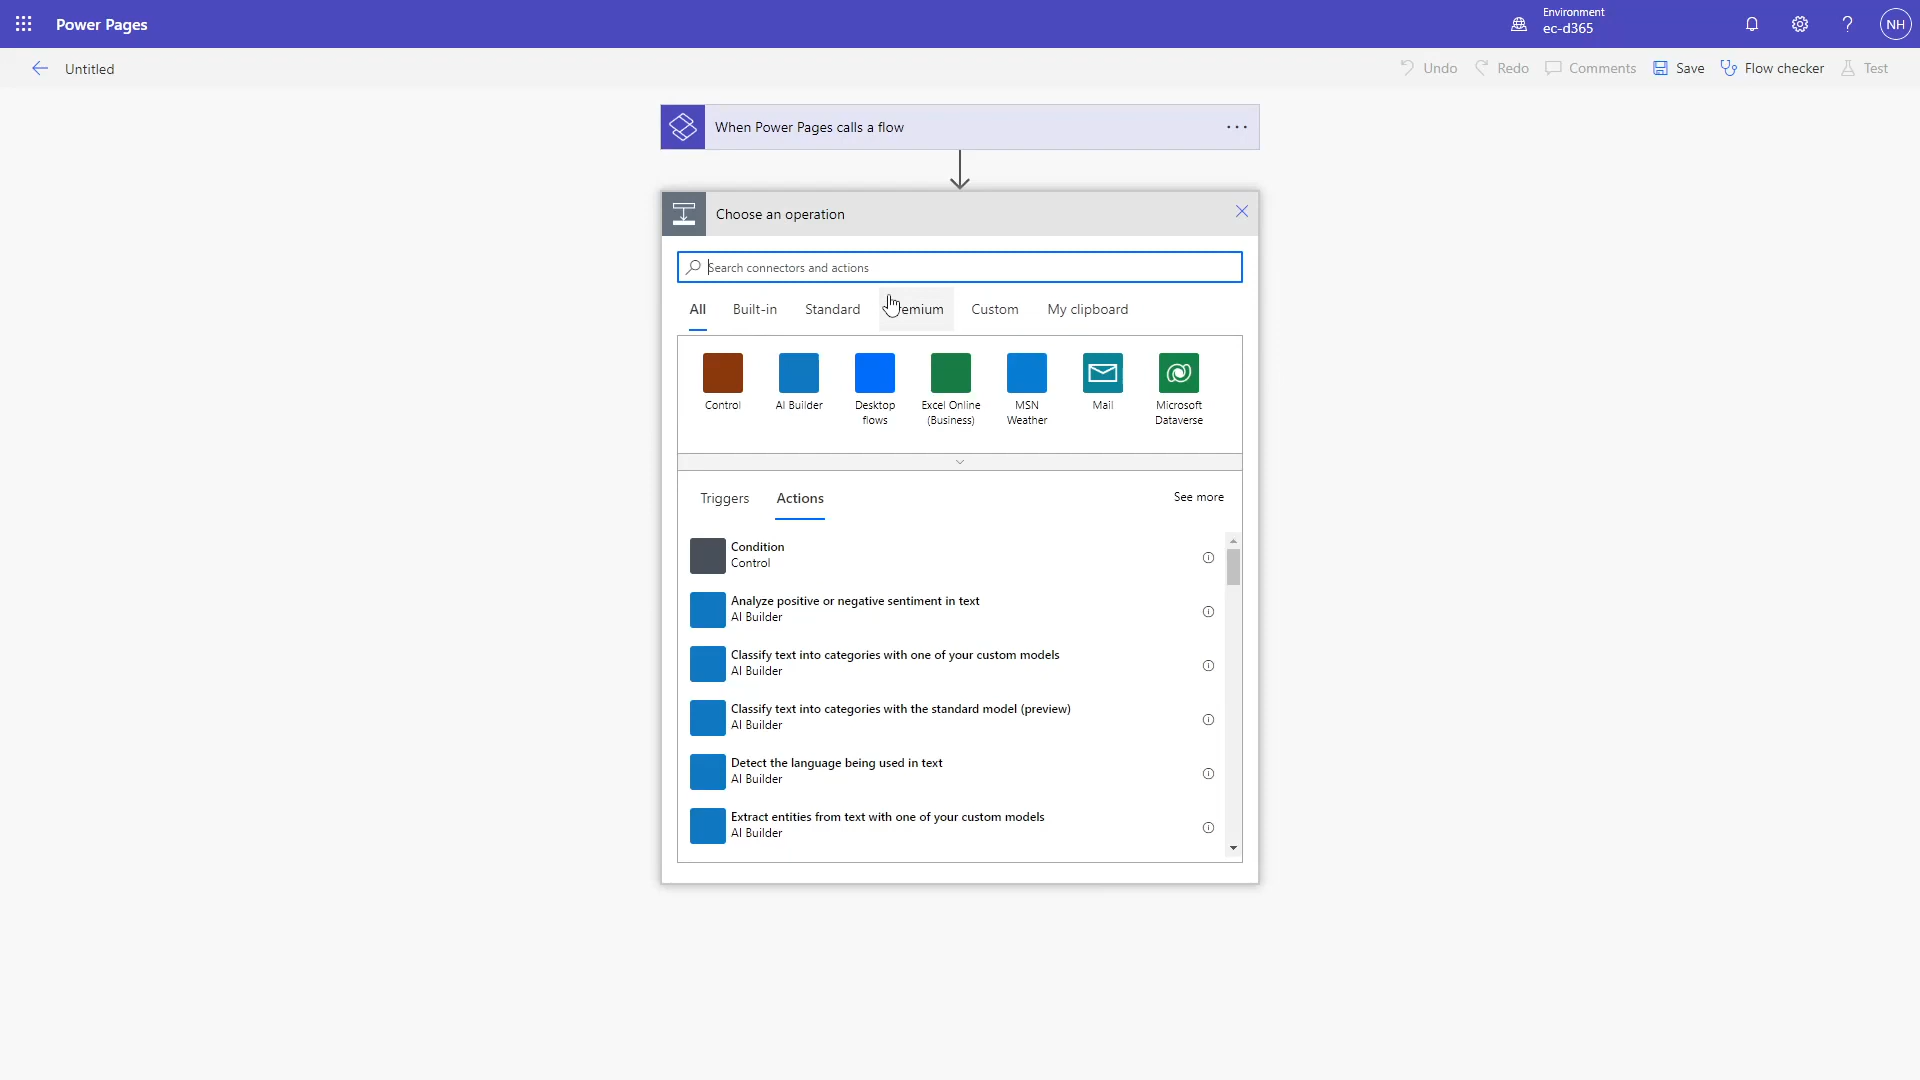 Power Pages
Environment
ec-d365
?
NH
Untitled
Undo
Redo
Comments
Save
Flow checker
Test
When Power Pages calls a flow
Choose an operation
Search connectors and actions
All
Built-in
Standard
Premium
Custom
My clipboard
Control
AI Builder
Desktop
flows
Excel Online
(Business)
MSN
Weather
Mail
Microsoft
Dataverse
Triggers
Actions
See more
Condition
Control
Analyze positive or negative sentiment in text
AI Builder
Classify text into categories with one of your custom models
AI Builder
Classify text into categories with the standard model (preview)
AI Builder
Detect the language being used in text
AI Builder
Extract entities from text with one of your custom models
AI Builder